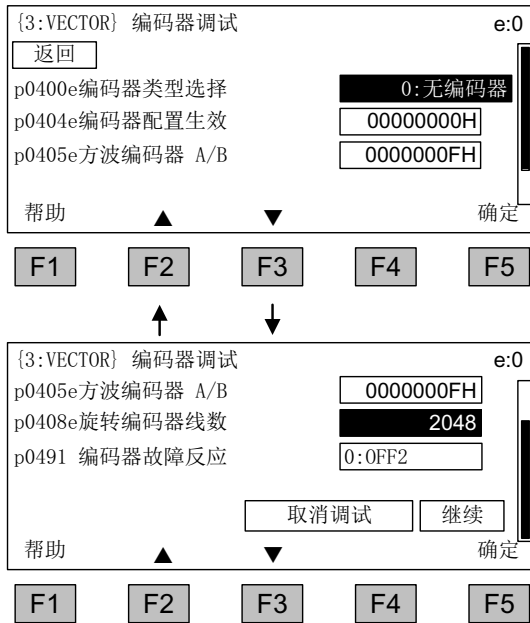 {3:VECTOR} 编码器调试 e:0
返回
p0400e编码器类型选择 0:无编码器
p0404e编码器配置生效 00000000H
p0405e方波编码器 A/B 0000000FH
帮助 ▲ ▼ 确定
F1 F2 F3 F4 F5
{3:VECTOR} 编码器调试 e:0
p0405e方波编码器 A/B 0000000FH
p0408e旋转编码器线数 2048
p0491 编码器故障反应 0:OFF2
取消调试 继续
帮助 ▲ ▼ 确定
F1 F2 F3 F4 F5